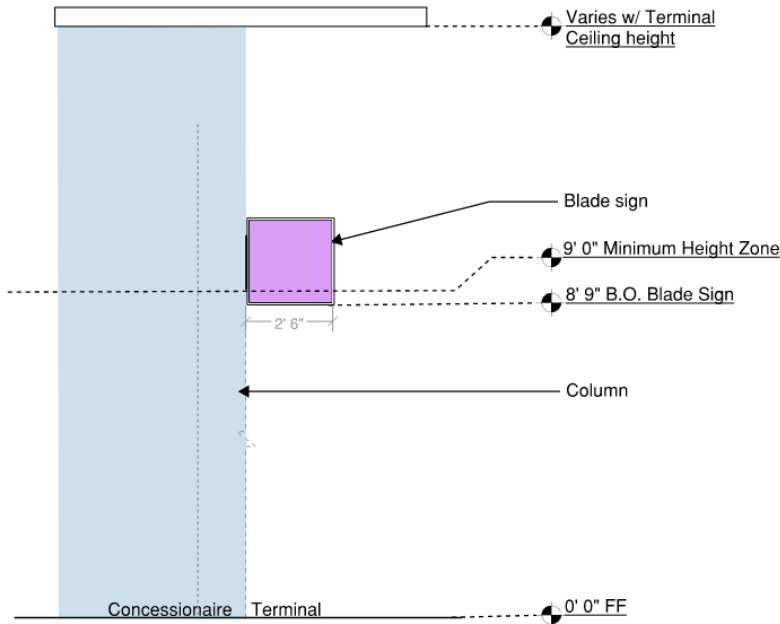 Varies w/ Terminal
Ceiling height
Blade sign
9' 0" Minimum Height Zone
8' 9" B.O. Blade Sign
2' 6"
Column
Concessionaire
Terminal
0' 0" FF